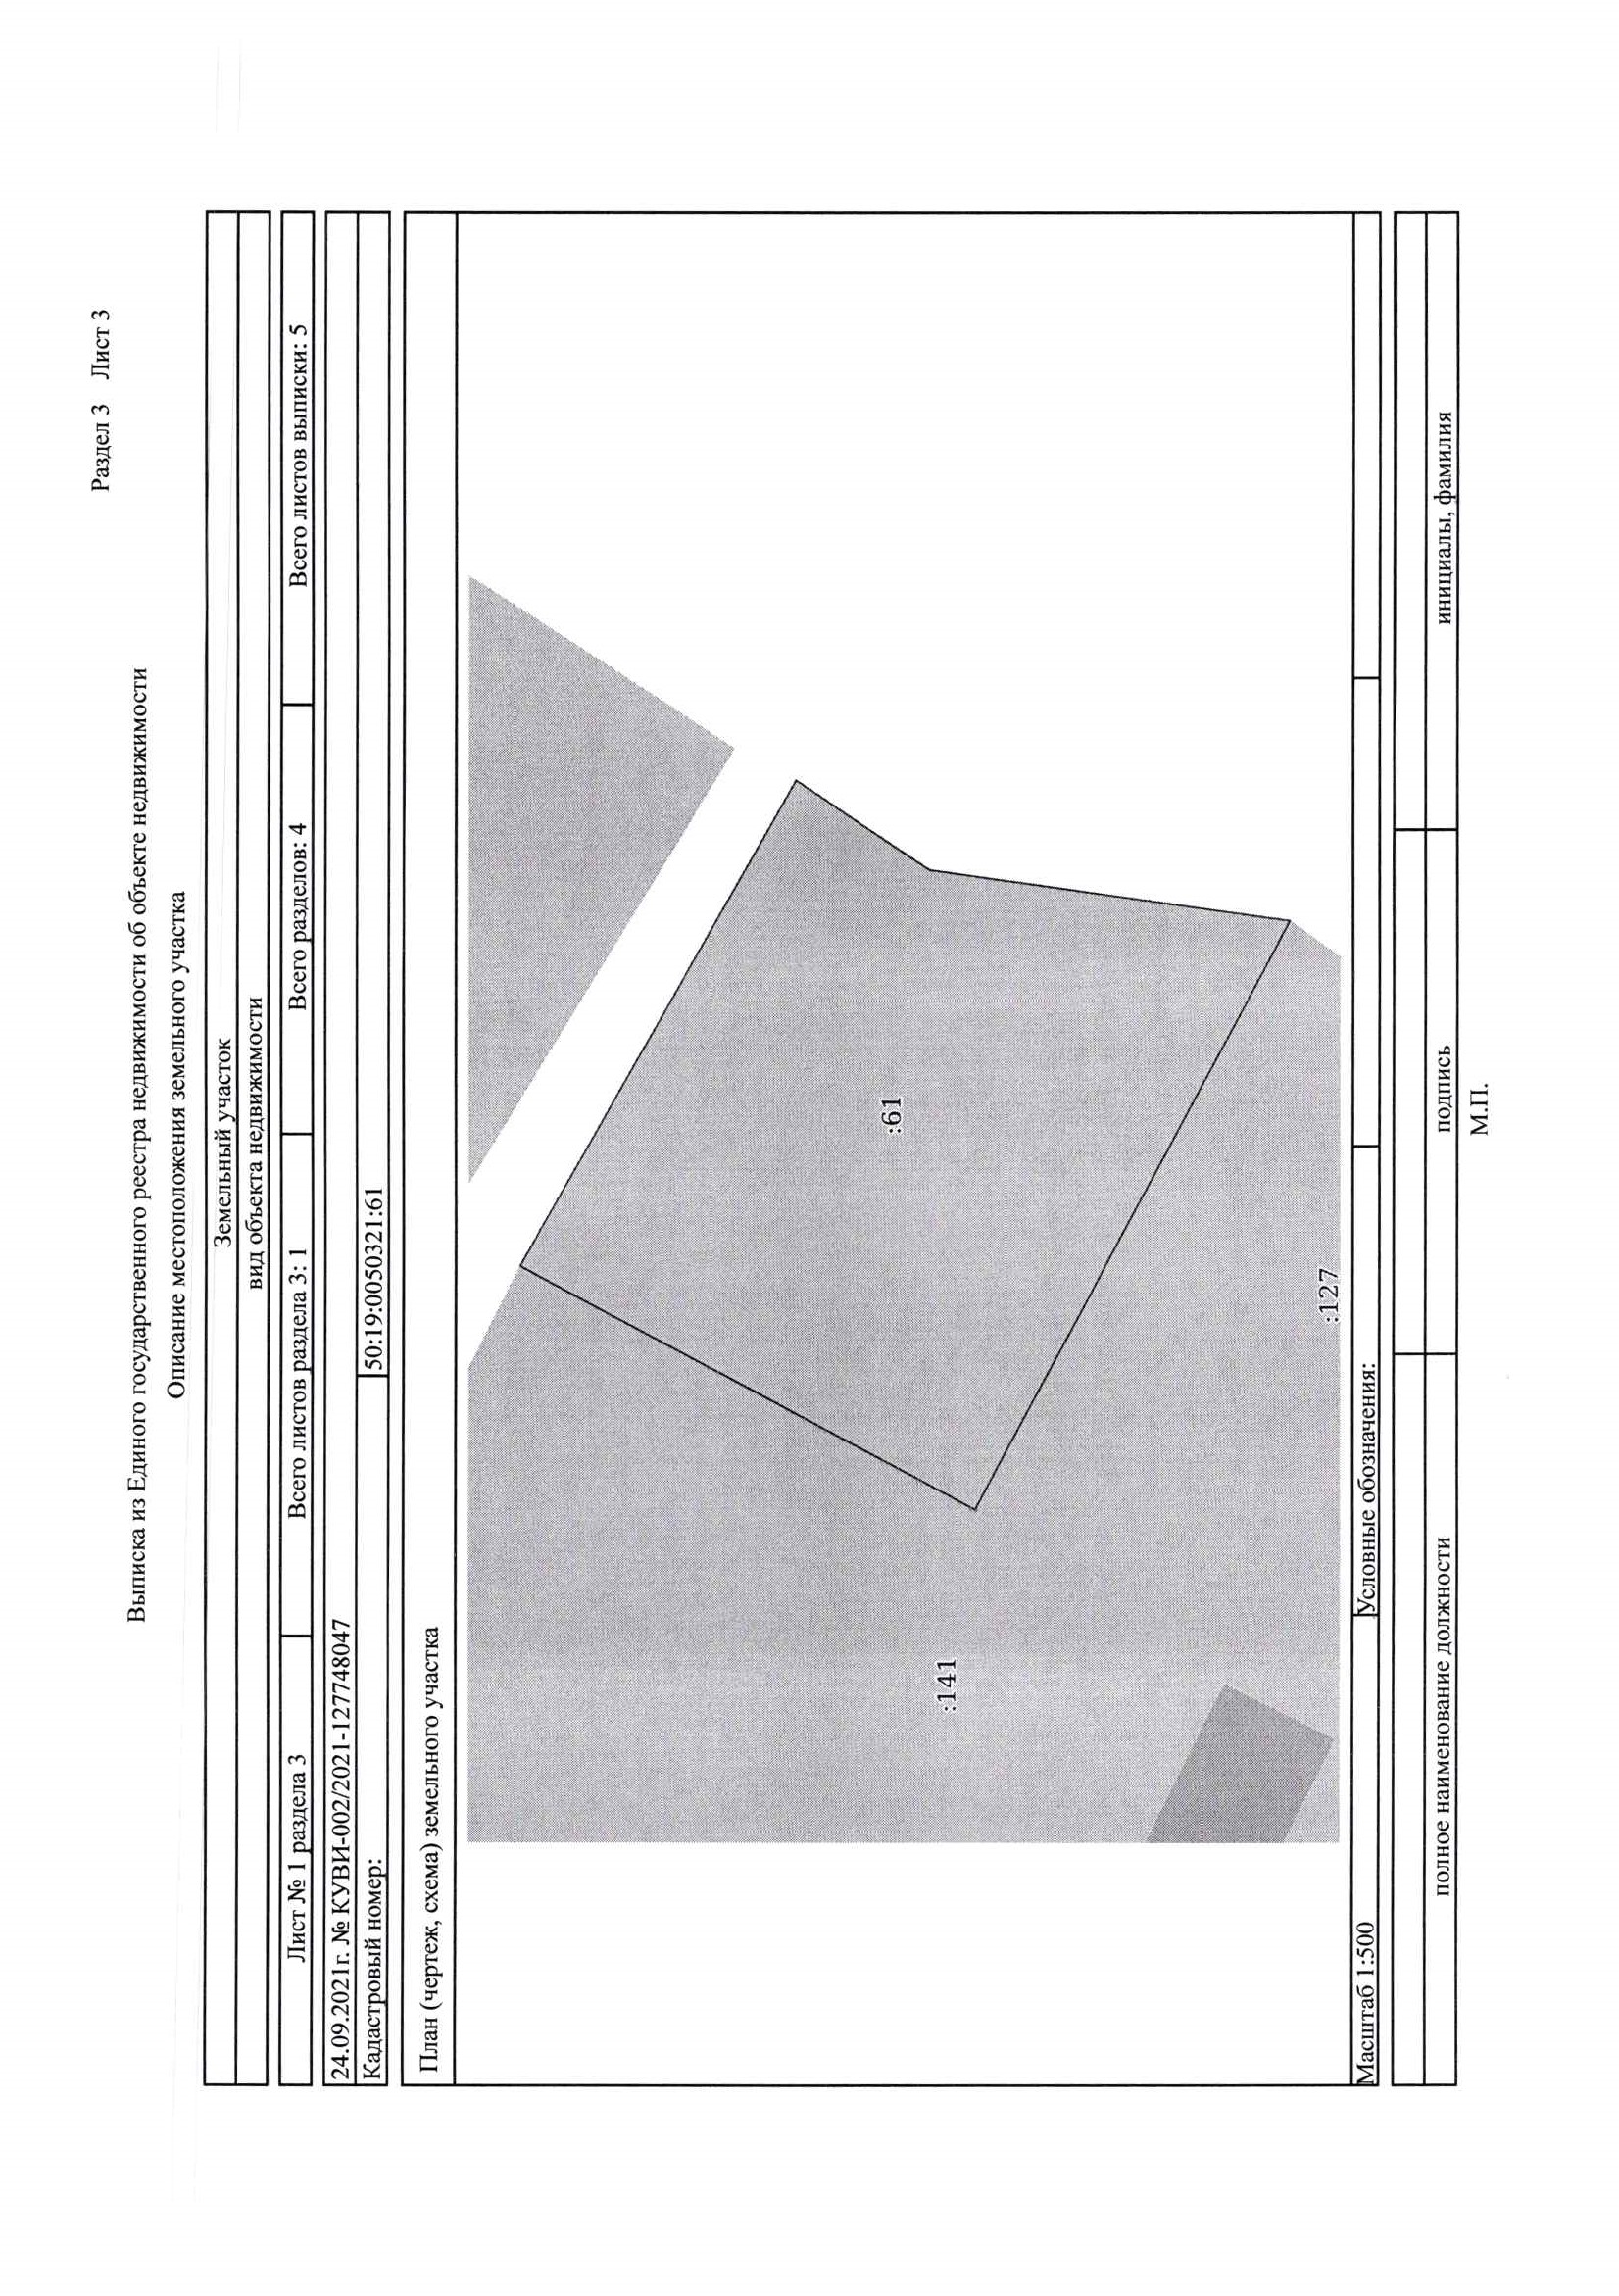 Раздел 3 Лист 3
Выписка из Единого государственного реестра недвижимости об объекте недвижимости
Описание местоположения земельного участка
Земельный участок
вид объекта недвижимости
Лист № 1 раздела 3 Всего листов раздела 3: 1 Всего разделов: 4 Всего листов выписки: 5
24.09.2021г. № КУВИ-002/2021-127748047
Кадастровый номер: 50:19:0050321:61
План (чертеж, схема) земельного участка
:61
:141
:127
Масштаб 1:500 Условные обозначения:
полное наименование должности подпись инициалы, фамилия
М.П.